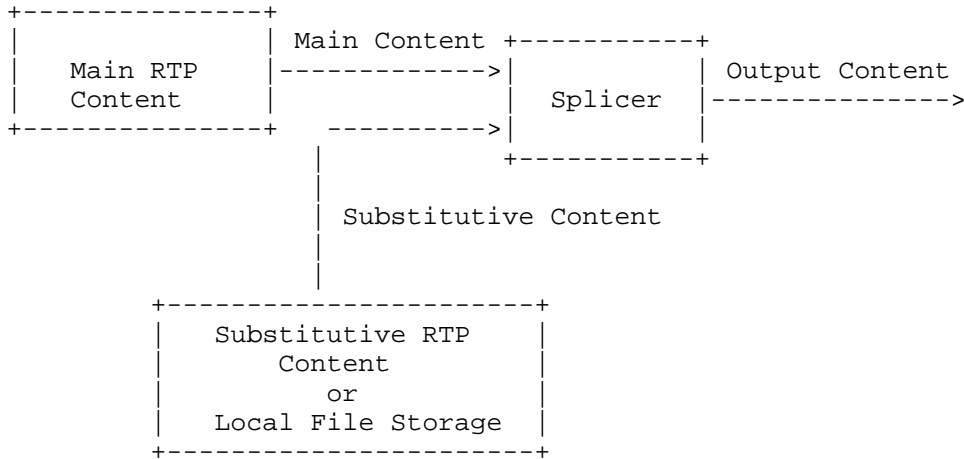 Main Content
Main RTP
Content
Splicer
Output Content
Substitutive Content
Substitutive RTP
Content
or
Local File Storage